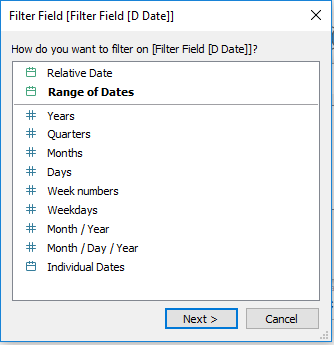 Filter Field [Filter Field [D Date]]
How do you want to filter on [Filter Field [D Date]]?
Relative Date
Range of Dates
# Years
# Quarters
# Months
# Days
# Week numbers
# Weekdays
# Month / Year
# Month / Day / Year
Individual Dates
Next > Cancel